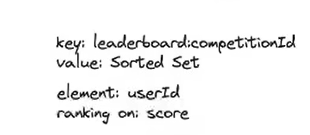 key: leaderboard:competitionId
value: Sorted Set
element: userId
ranking on: score